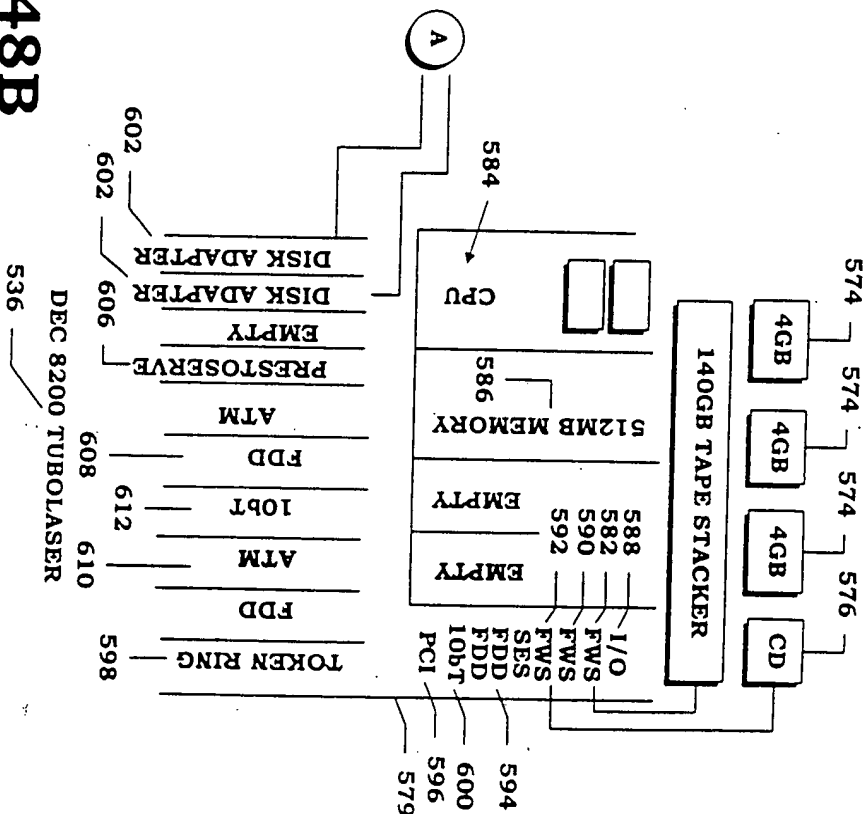 48B
A
584
574
574
574
576
4GB
4GB
4GB
CD
140GB TAPE STACKER
CPU
586
512MB MEMORY
EMPTY
EMPTY
588
582
590
592
I/O
FWS
FWS
FWS
SES
FDD
FDD
10bT
PCI
594
600
596
579
602
602
606
608
612
610
598
DISK ADAPTER
DISK ADAPTER
EMPTY
PRESTOSERVE
ATM
FDD
10bT
ATM
FDD
TOKEN RING
DEC 8200 TUBOLASER
536